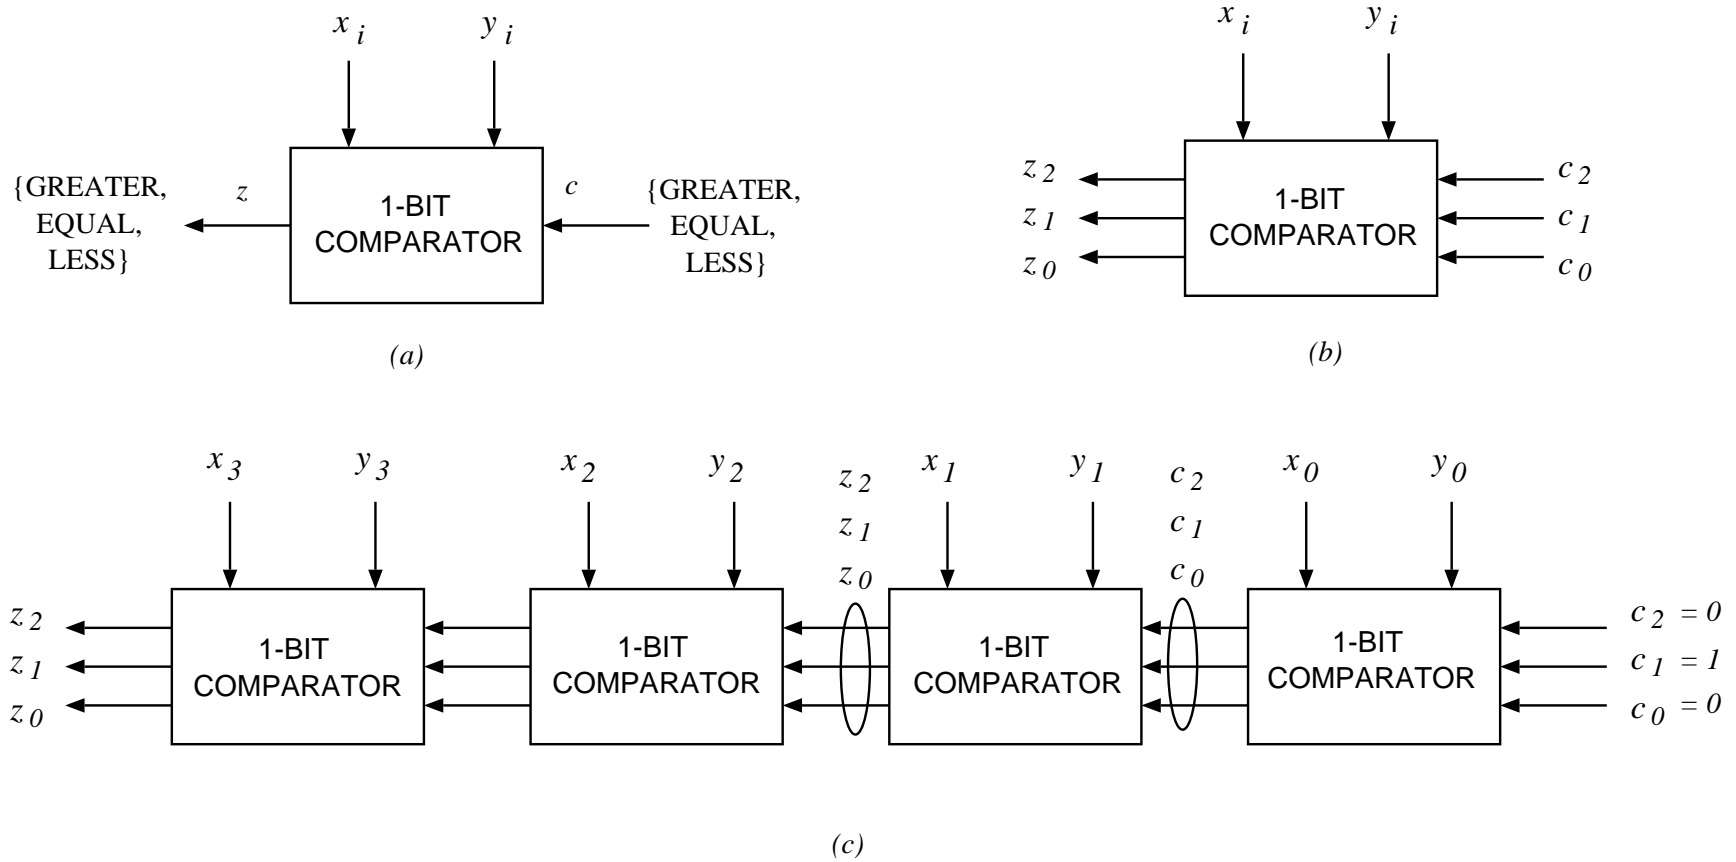 x i y i
{GREATER, EQUAL, LESS}
z
1-BIT COMPARATOR
c
{GREATER, EQUAL, LESS}
(a)
x i y i
z 2
z 1
z 0
1-BIT COMPARATOR
c 2
c 1
c 0
(b)
x 3 y 3 x 2 y 2
z 2
z 1
z 0
x 1 y 1
c 2
c 1
c 0
x 0 y 0
z 2
z 1
z 0
1-BIT COMPARATOR
1-BIT COMPARATOR
1-BIT COMPARATOR
1-BIT COMPARATOR
c 2 = 0
c 1 = 1
c 0 = 0
(c)